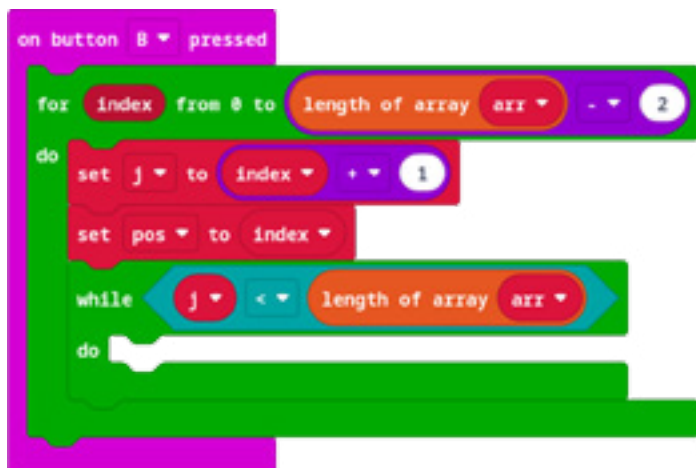 on button B pressed
for index from 0 to length of array arr - 2
do
set j to index + 1
set pos to index
while j < length of array arr
do